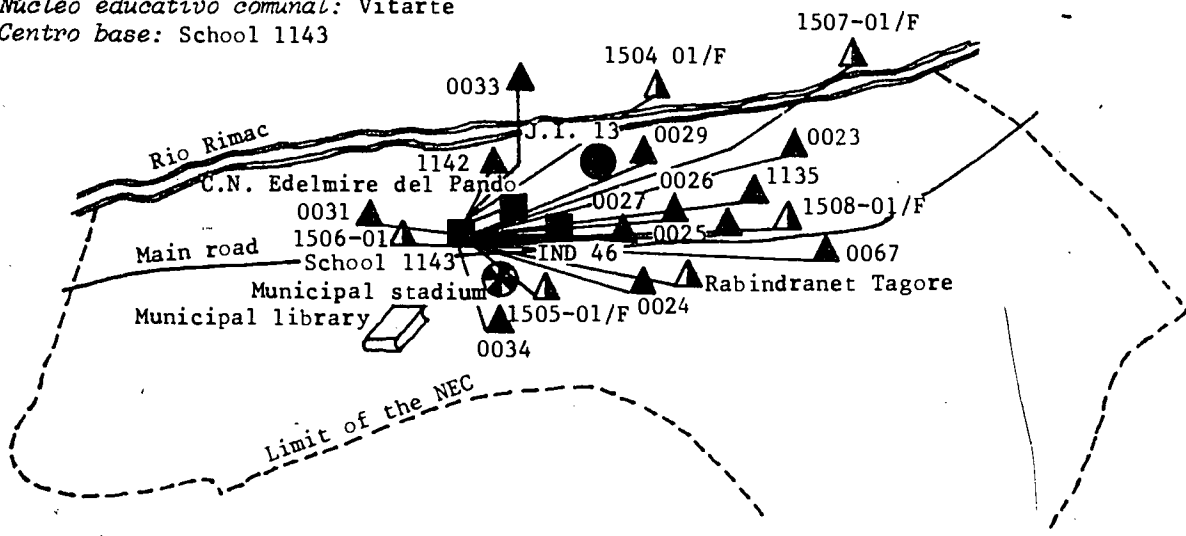 Núcleo educativo comunal: Vitarte
Centro base: School 1143
1507-01/F
1504 01/F
0033
J.I. 13
0029
0023
Rio Rimac
1142
0026
1135
C.N. Edelmire del Pando
0027
0031
1508-01/F
1506-01
0025
Main road
IND 46
0067
School 1143
Municipal stadium
Rabindranet Tagore
Municipal library
1505-01/F
0024
0034
Limit of the NEC